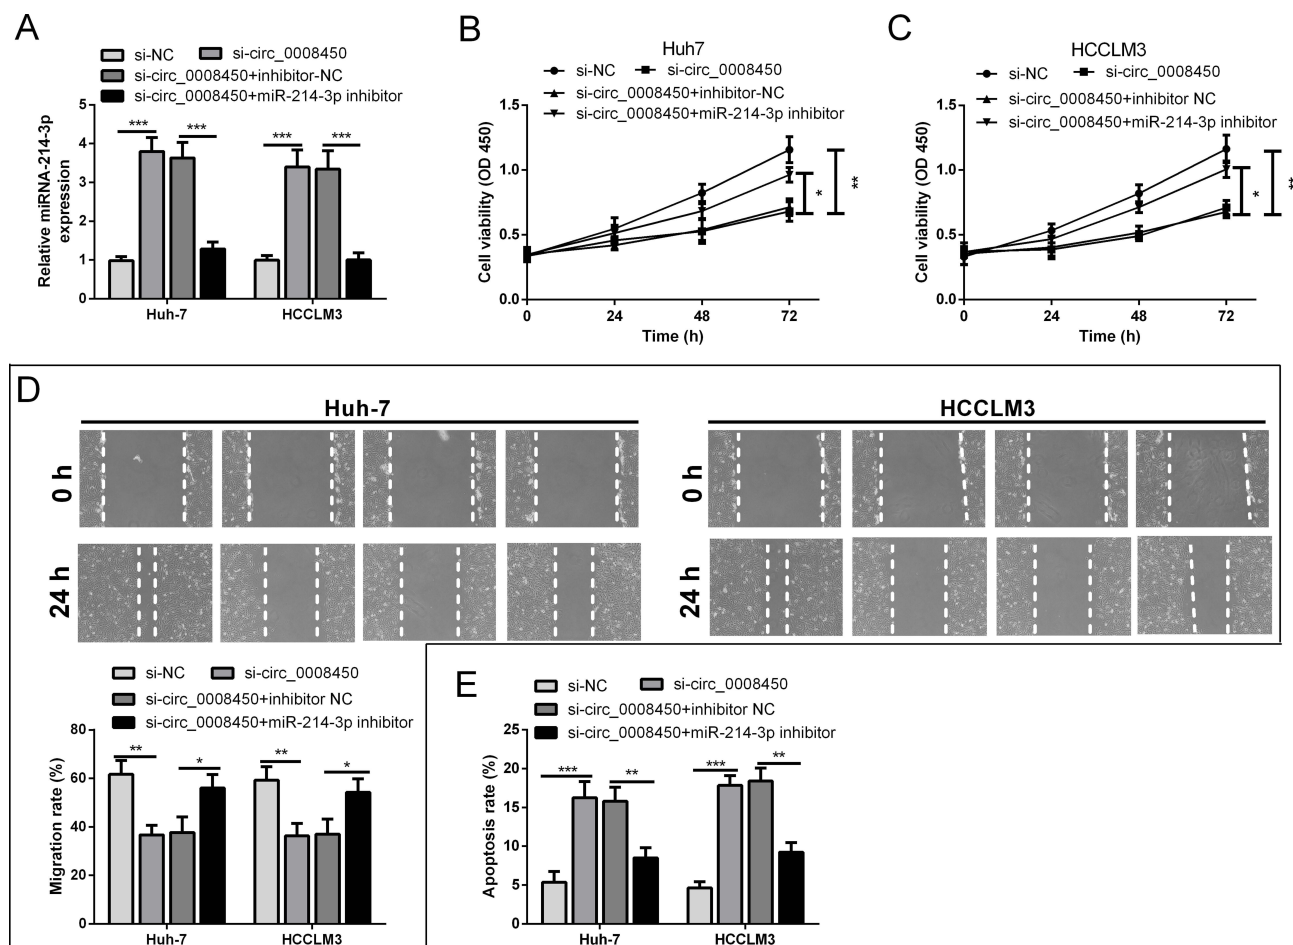 A
si-NC
si-circ_0008450
si-circ_0008450+inhibitor-NC
si-circ_0008450+miR-214-3p inhibitor
Relative miRNA-214-3p
expression
5
4
3
2
1
0
***
***
***
***
Huh-7
HCCLM3
B
Huh7
si-NC
si-circ_0008450
si-circ_0008450+inhibitor-NC
si-circ_0008450+miR-214-3p inhibitor
Cell viability (OD 450)
1.5
1.0
0.5
0.0
0
24
48
72
Time (h)
*
**
C
HCCLM3
si-NC
si-circ_0008450
si-circ_0008450+inhibitor NC
si-circ_0008450+miR-214-3p inhibitor
Cell viability (OD 450)
1.5
1.0
0.5
0.0
0
24
48
72
Time (h)
*
**
D
Huh-7
HCCLM3
0 h
0 h
24 h
24 h
si-NC
si-circ_0008450
si-circ_0008450+inhibitor NC
si-circ_0008450+miR-214-3p inhibitor
Migration rate (%)
80
60
40
20
0
**
*
**
*
Huh-7
HCCLM3
E
si-NC
si-circ_0008450
si-circ_0008450+inhibitor NC
si-circ_0008450+miR-214-3p inhibitor
Apoptosis rate (%)
25
20
15
10
5
0
***
**
***
**
Huh-7
HCCLM3